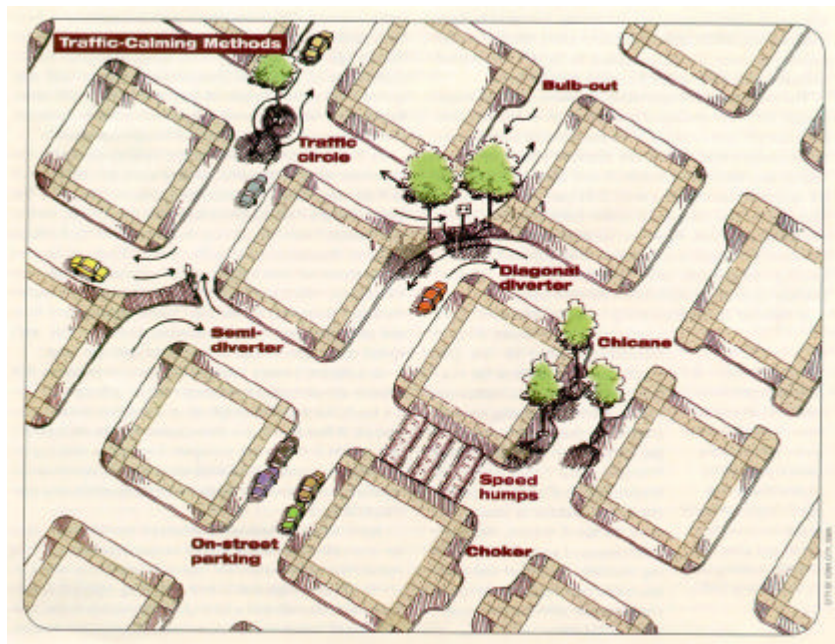 Traffic-Calming Methods
Bulb-out
Traffic
circle
Diagonal
diverter
Semi-
diverter
Chicane
Speed
humps
On-street
parking
Choker